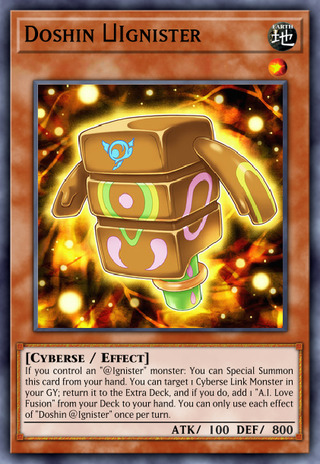 Doshin ⊔Ignister
EARTH
地
[Cyberse / Effect]
If you control an "@Ignister" monster: You can Special Summon
this card from your hand. You can target 1 Cyberse Link Monster in
your GY; return it to the Extra Deck, and if you do, add 1 "A.I. Love
Fusion" from your Deck to your hand. You can only use each effect
of "Doshin @Ignister" once per turn.
ATK/ 100 DEF/ 800